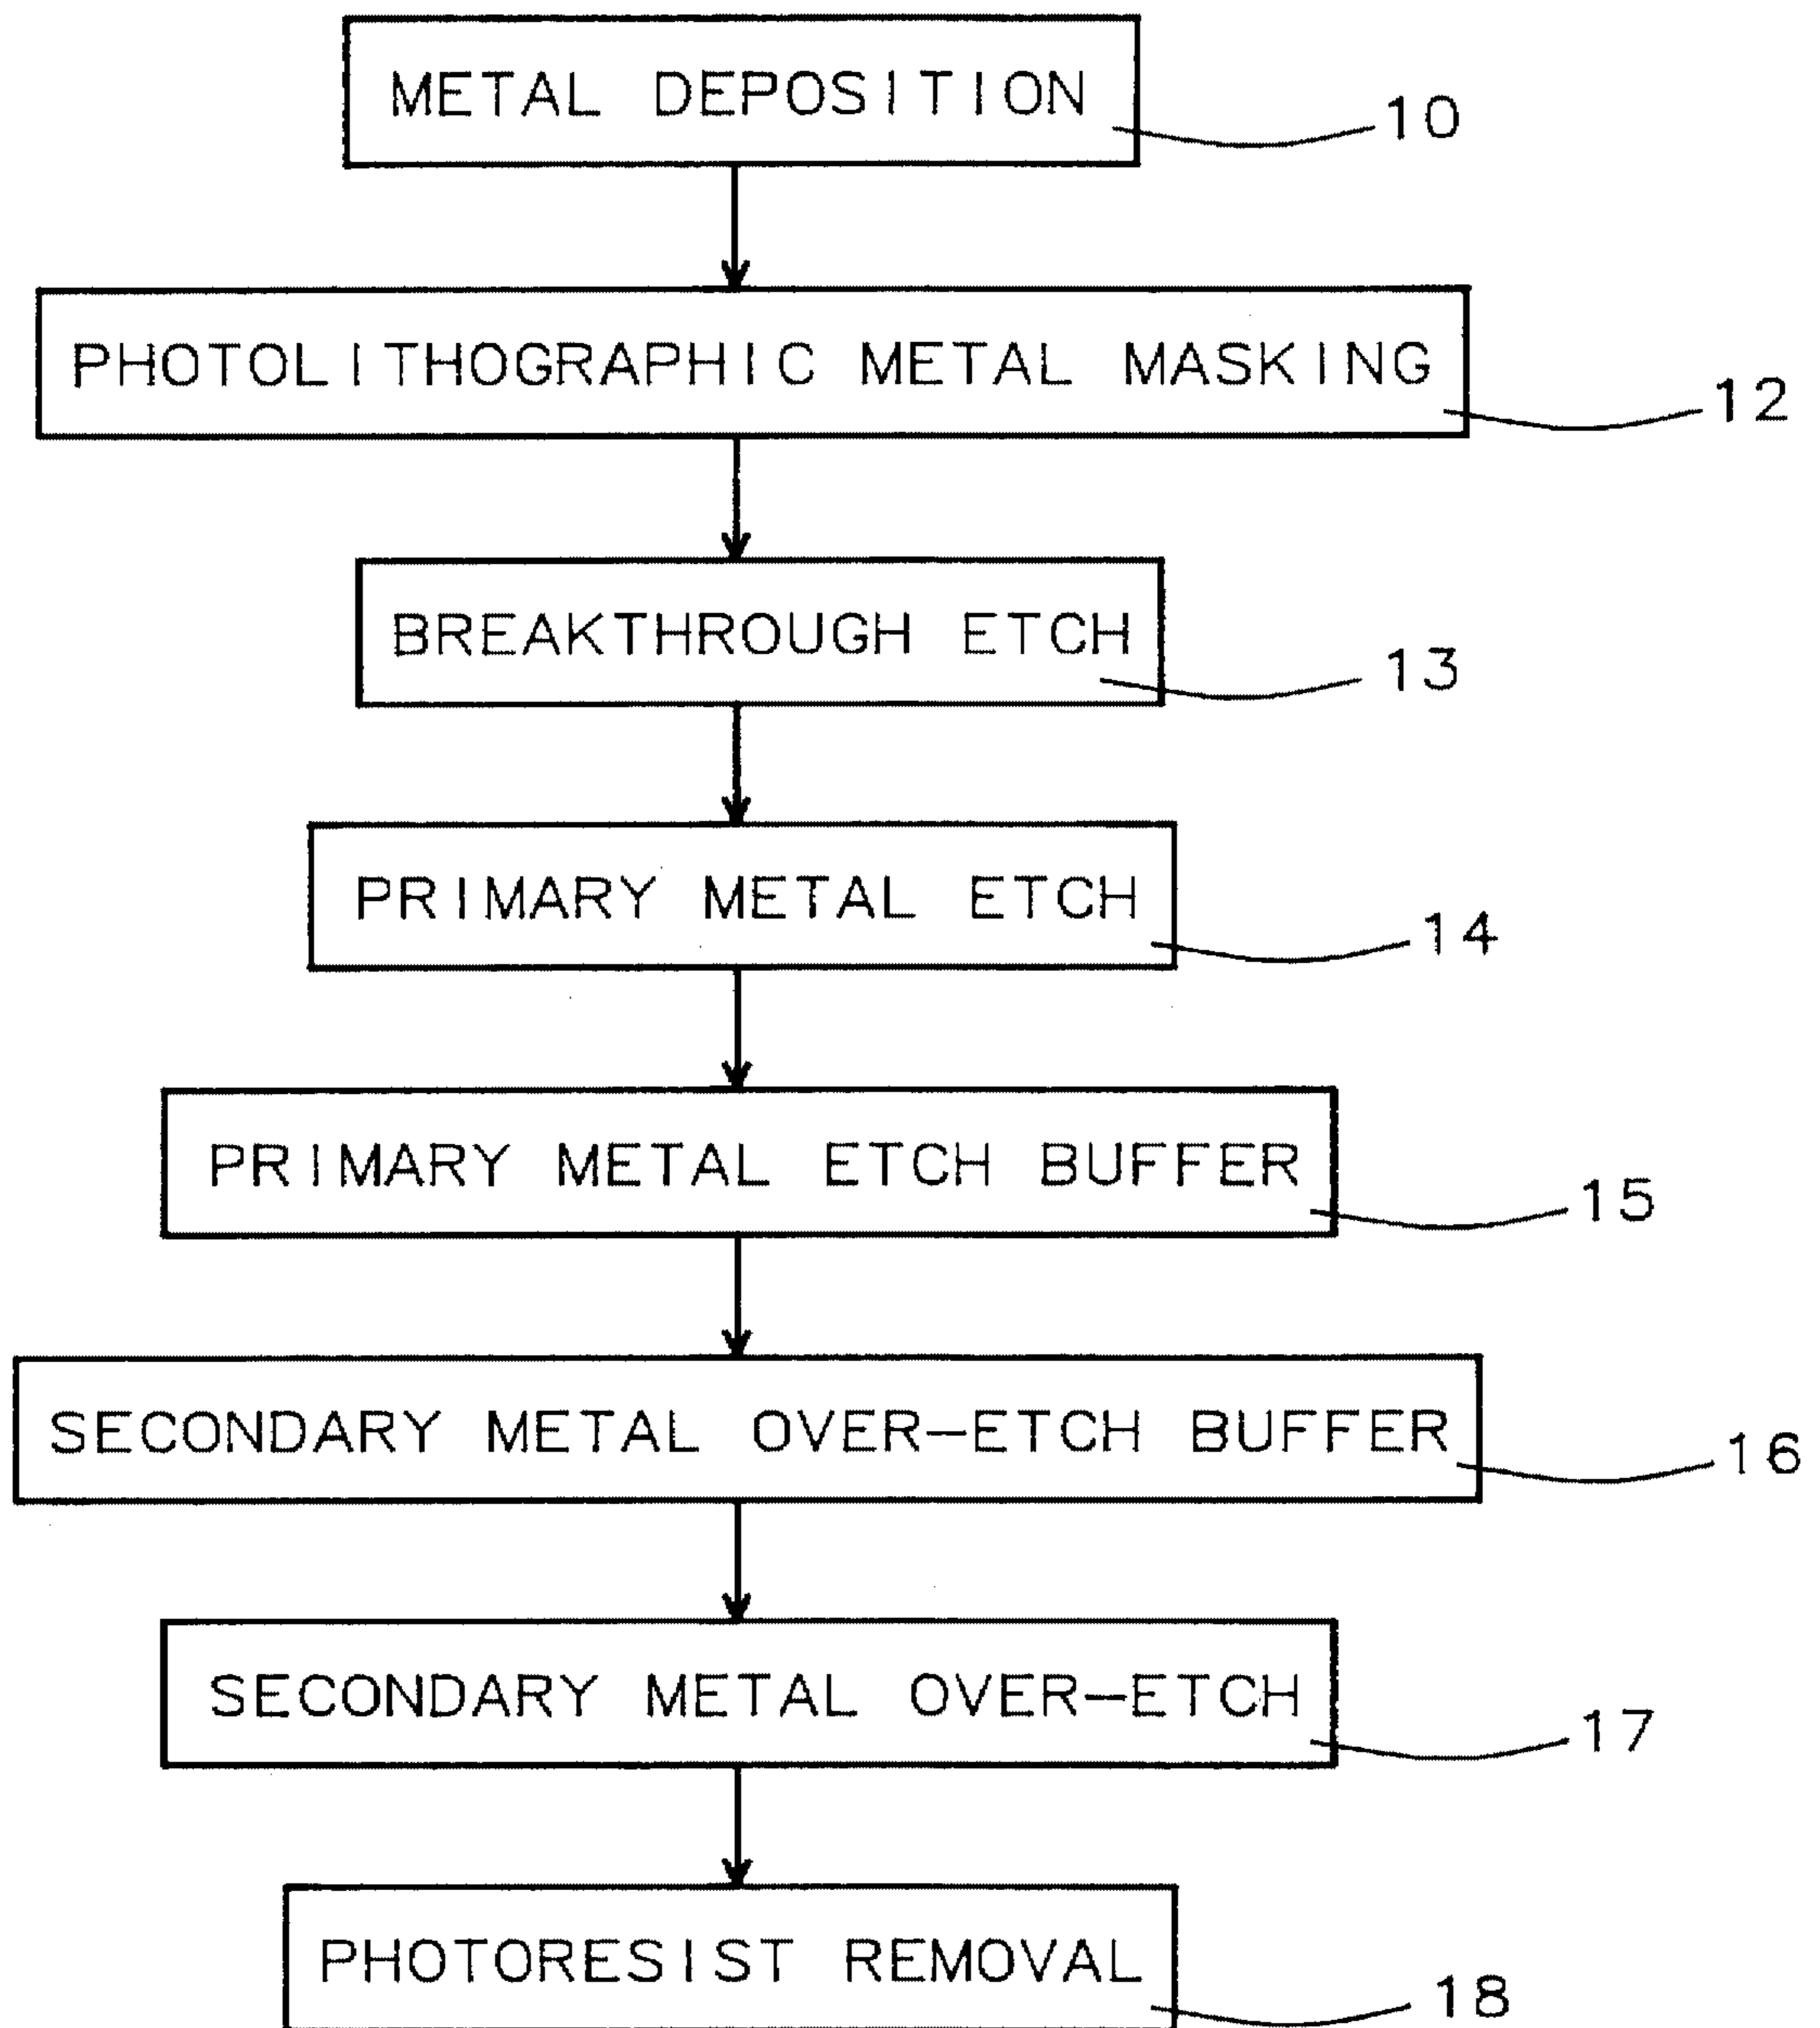 METAL DEPOSITION
10
PHOTOLITHOGRAPHIC METAL MASKING
12
BREAKTHROUGH ETCH
13
PRIMARY METAL ETCH
14
PRIMARY METAL ETCH BUFFER
15
SECONDARY METAL OVER-ETCH BUFFER
16
SECONDARY METAL OVER-ETCH
17
PHOTORESIST REMOVAL
18